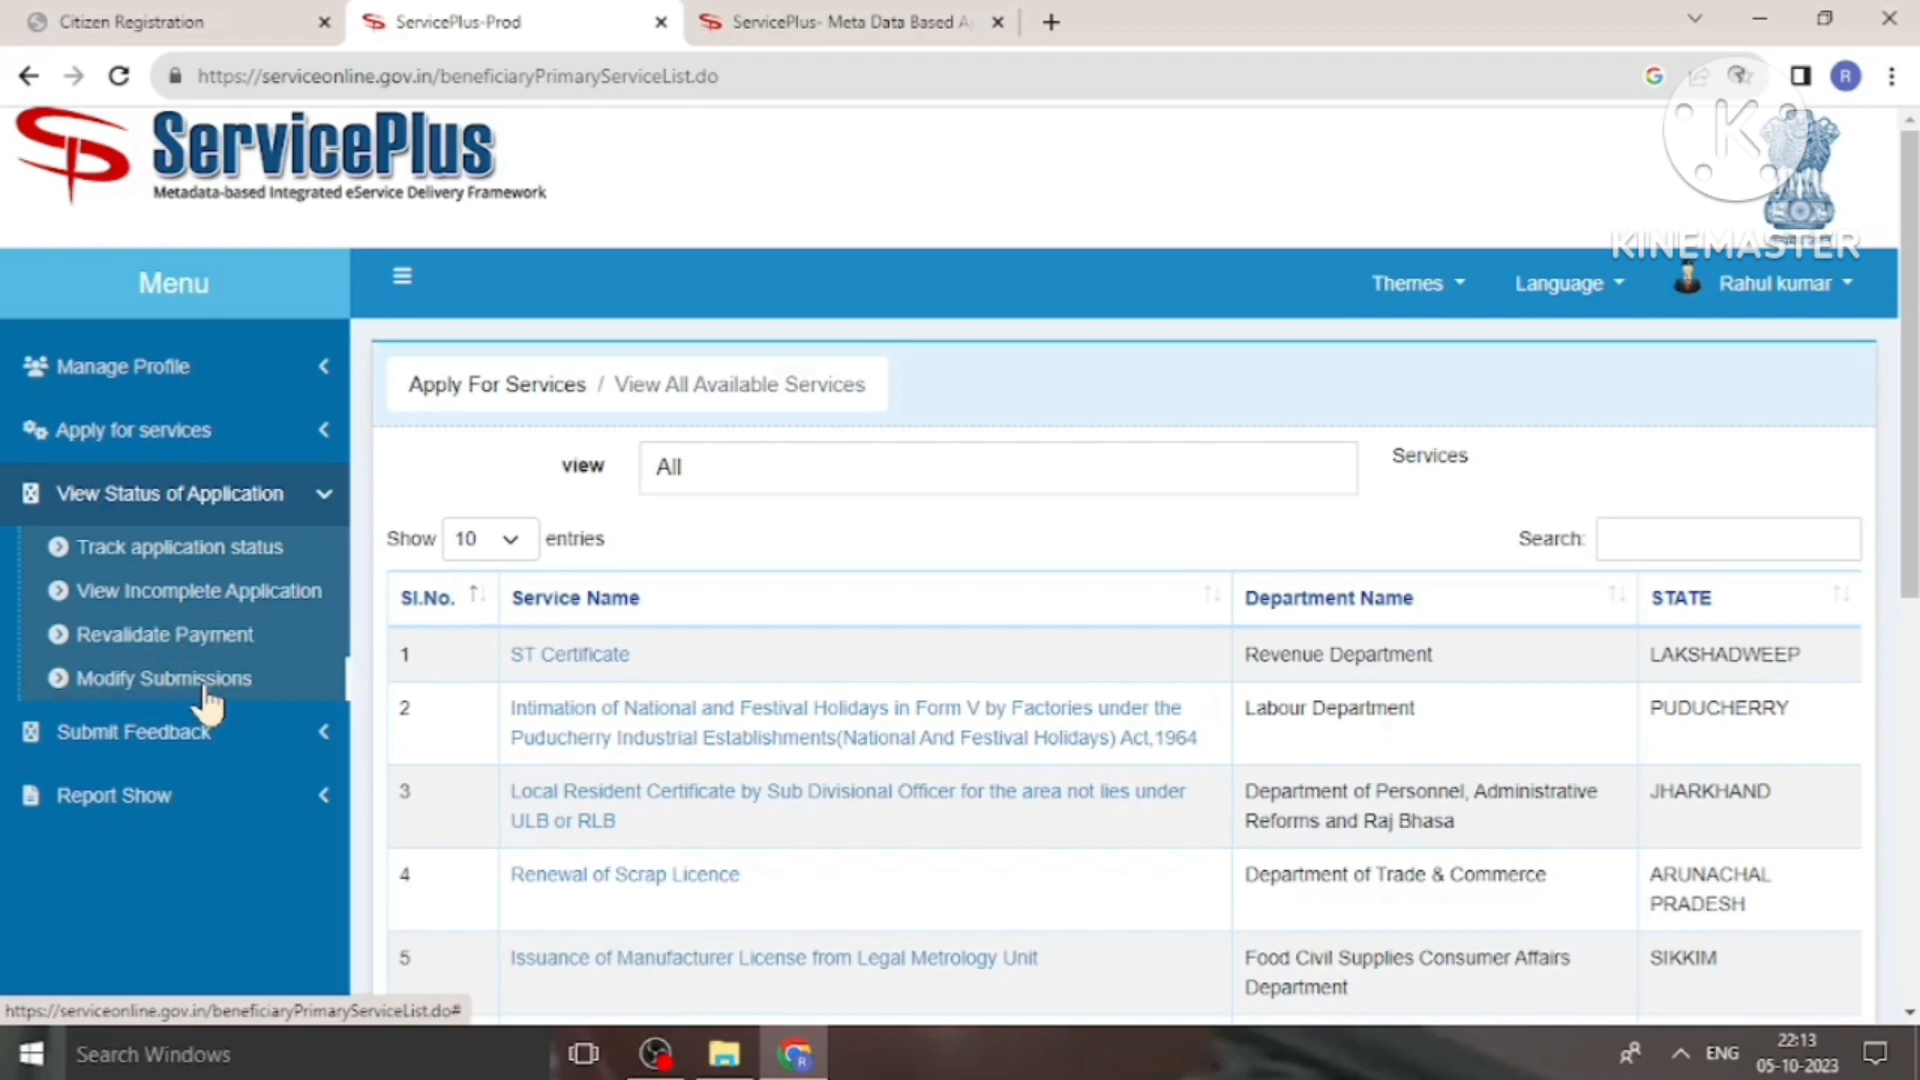 Citizen Registration
ServicePlus-Prod
ServicePlus- Meta Data Based A
https://serviceonline.gov.in/beneficiaryPrimaryServiceList.do
R
ServicePlus
Metadata-based Integrated eService Delivery Framework
K
KINEMASTER
Menu
Themes
Language
Rahul kumar
Manage Profile
Apply for services
View Status of Application
Track application status
View Incomplete Application
Revalidate Payment
Modify Submissions
Submit Feedback
Report Show
Apply For Services / View All Available Services
view
All
Services
Show 10 entries
Search:
Sl.No. Service Name Department Name STATE
1 ST Certificate Revenue Department LAKSHADWEEP
2 Intimation of National and Festival Holidays in Form V by Factories under the Labour Department PUDUCHERRY
Puducherry Industrial Establishments(National And Festival Holidays) Act,1964
3 Local Resident Certificate by Sub Divisional Officer for the area not lies under Department of Personnel, Administrative JHARKHAND
ULB or RLB Reforms and Raj Bhasa
4 Renewal of Scrap Licence Department of Trade & Commerce ARUNACHAL
PRADESH
5 Issuance of Manufacturer License from Legal Metrology Unit Food Civil Supplies Consumer Affairs SIKKIM
Department
https://serviceonline.gov.in/beneficiaryPrimaryServiceList.do#
Search Windows
R
ENG
22:13
05-10-2023